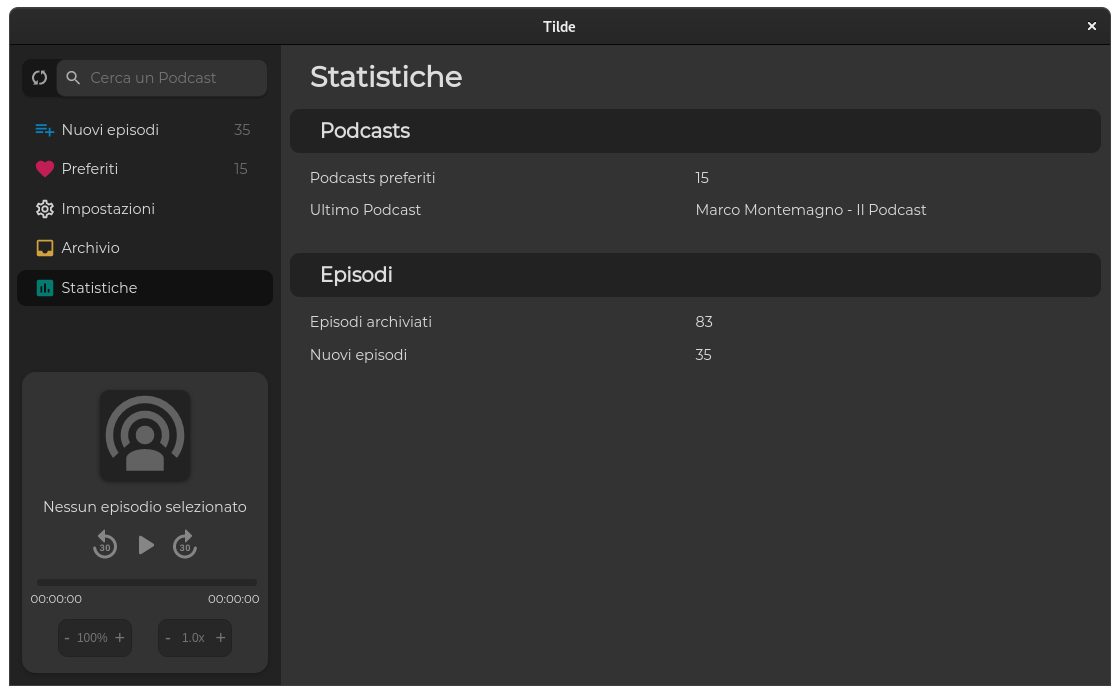 Tilde
Cerca un Podcast
Nuovi episodi 35
Preferiti 15
Impostazioni
Archivio
Statistiche
Nessun episodio selezionato
30 30
00:00:00 00:00:00
- 100% + - 1.0x +
Statistiche
Podcasts
Podcasts preferiti 15
Ultimo Podcast Marco Montemagno - Il Podcast
Episodi
Episodi archiviati 83
Nuovi episodi 35